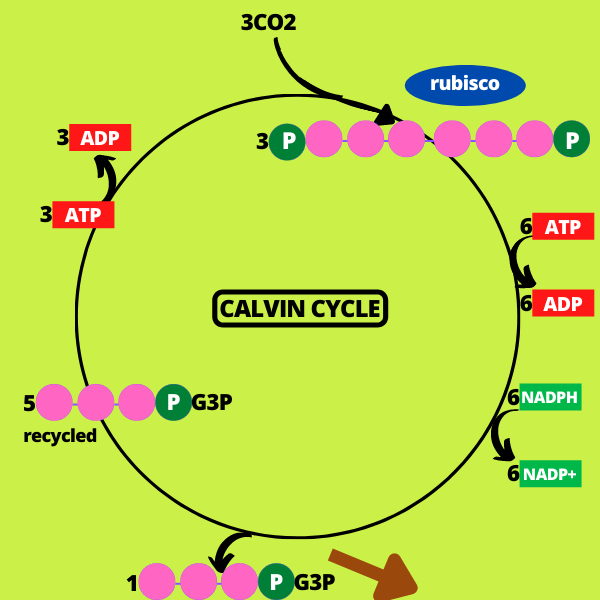 3CO2
rubisco
3 P P
3 ADP
3 ATP
6 ATP
6 ADP
CALVIN CYCLE
5 P G3P
recycled
6 NADPH
6 NADP+
1 P G3P